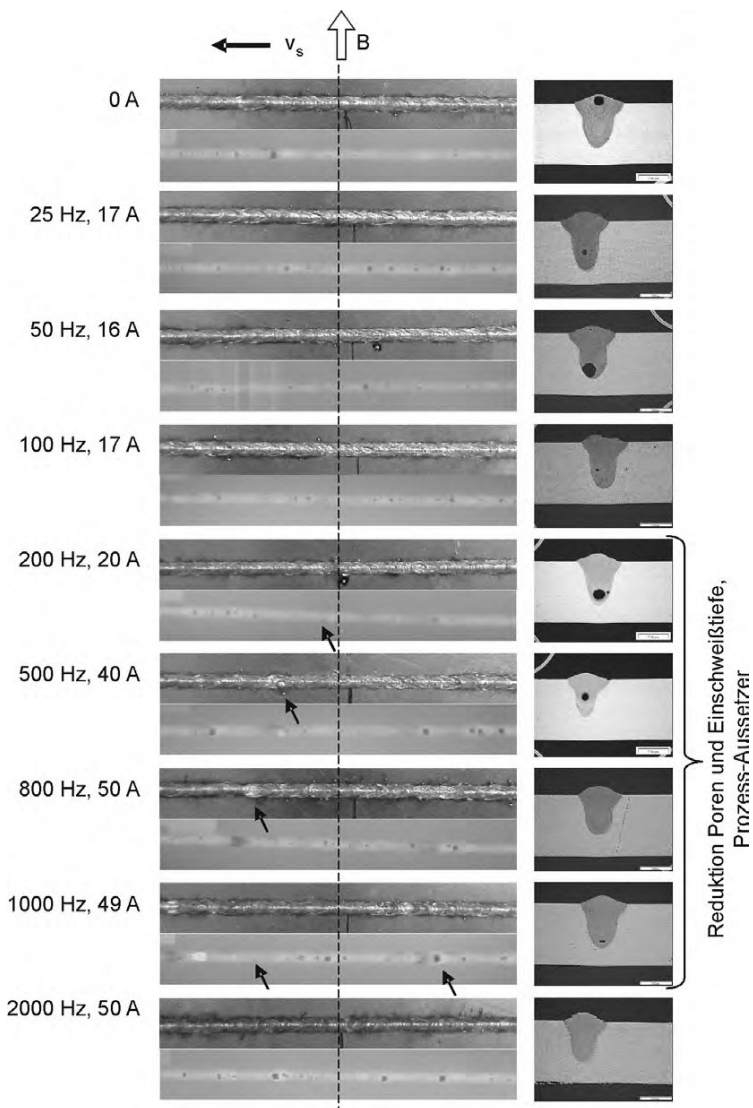 vs
B
0 A
25 Hz, 17 A
50 Hz, 16 A
100 Hz, 17 A
200 Hz, 20 A
500 Hz, 40 A
800 Hz, 50 A
1000 Hz, 49 A
2000 Hz, 50 A
Reduktion Poren und Einschweißtiefe,
Prozess-Aussetzer